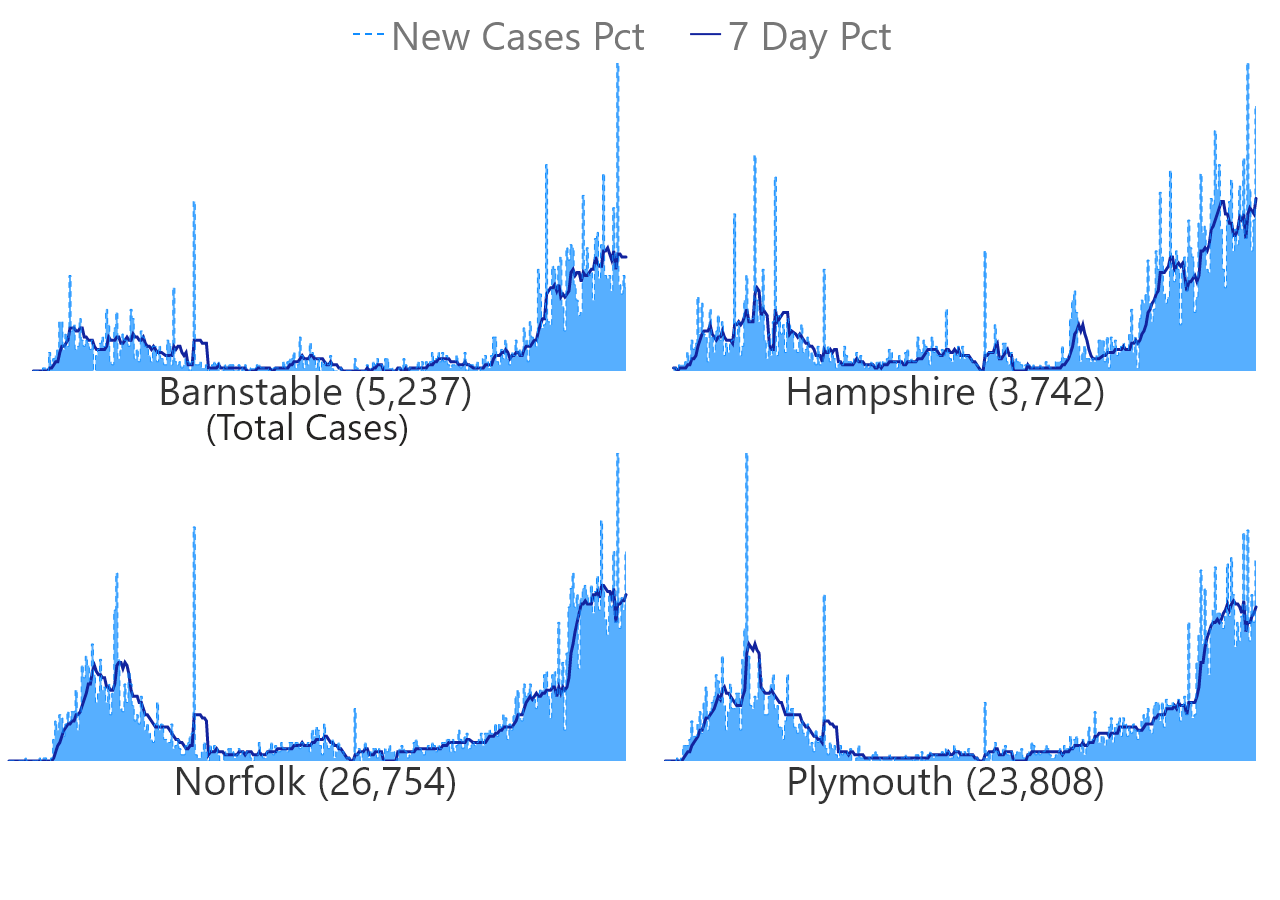 New Cases Pct 7 Day Pct
Barnstable (5,237) Hampshire (3,742)
(Total Cases)
Norfolk (26,754) Plymouth (23,808)